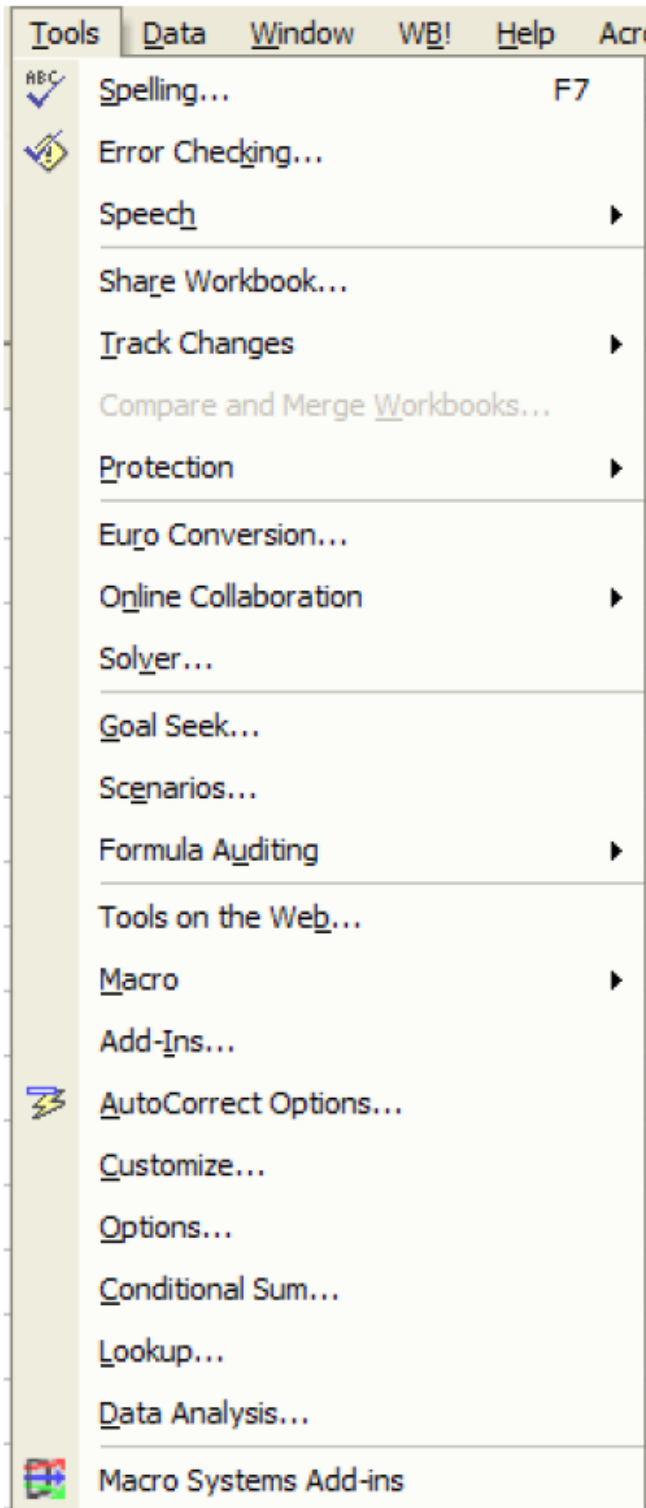 Tools Data Window WB! Help Acr
ABC
Spelling... F7
Error Checking...
Speech
Share Workbook...
Track Changes
Compare and Merge Workbooks...
Protection
Euro Conversion...
Online Collaboration
Solver...
Goal Seek...
Scenarios...
Formula Auditing
Tools on the Web...
Macro
Add-Ins...
AutoCorrect Options...
Customize...
Options...
Conditional Sum...
Lookup...
Data Analysis...
Macro Systems Add-ins